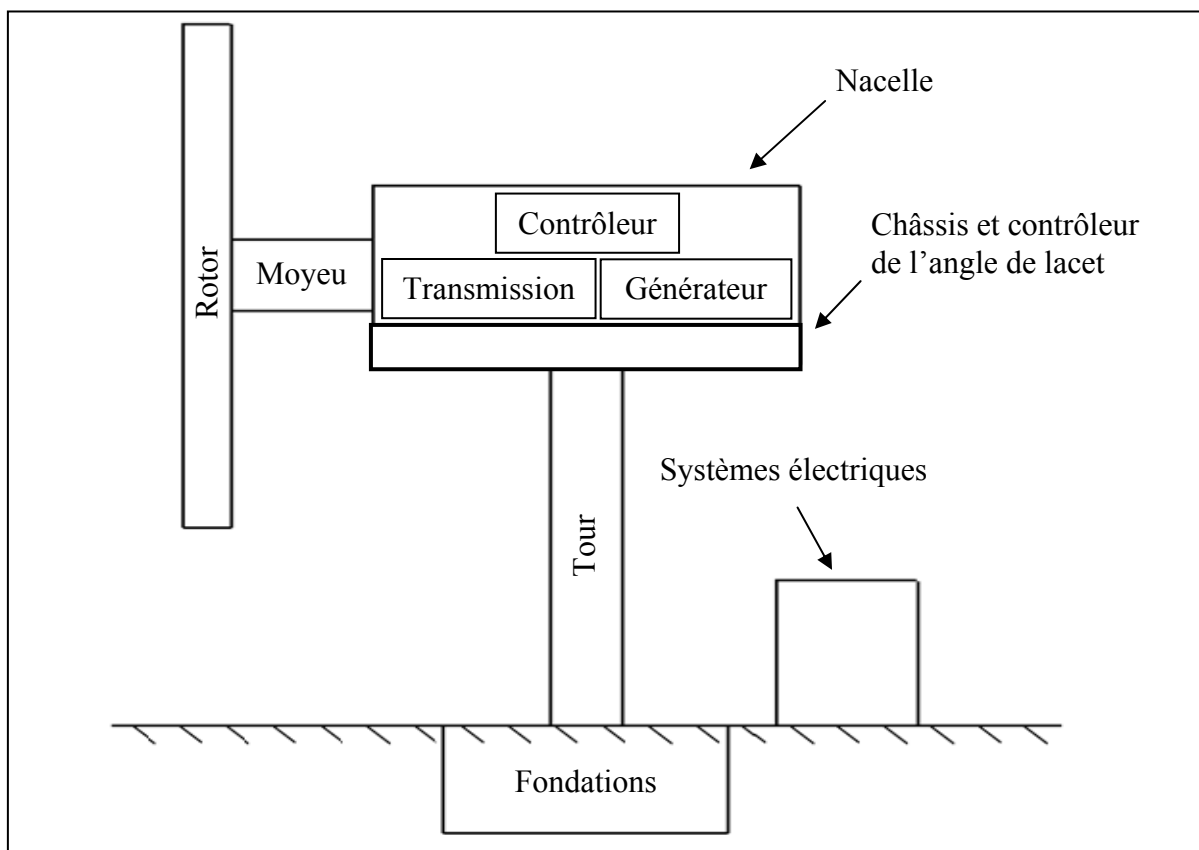 Nacelle
Contrôleur
Châssis et contrôleur
de l’angle de lacet
Rotor
Moyeu
Transmission
Générateur
Systèmes électriques
Tour
Fondations